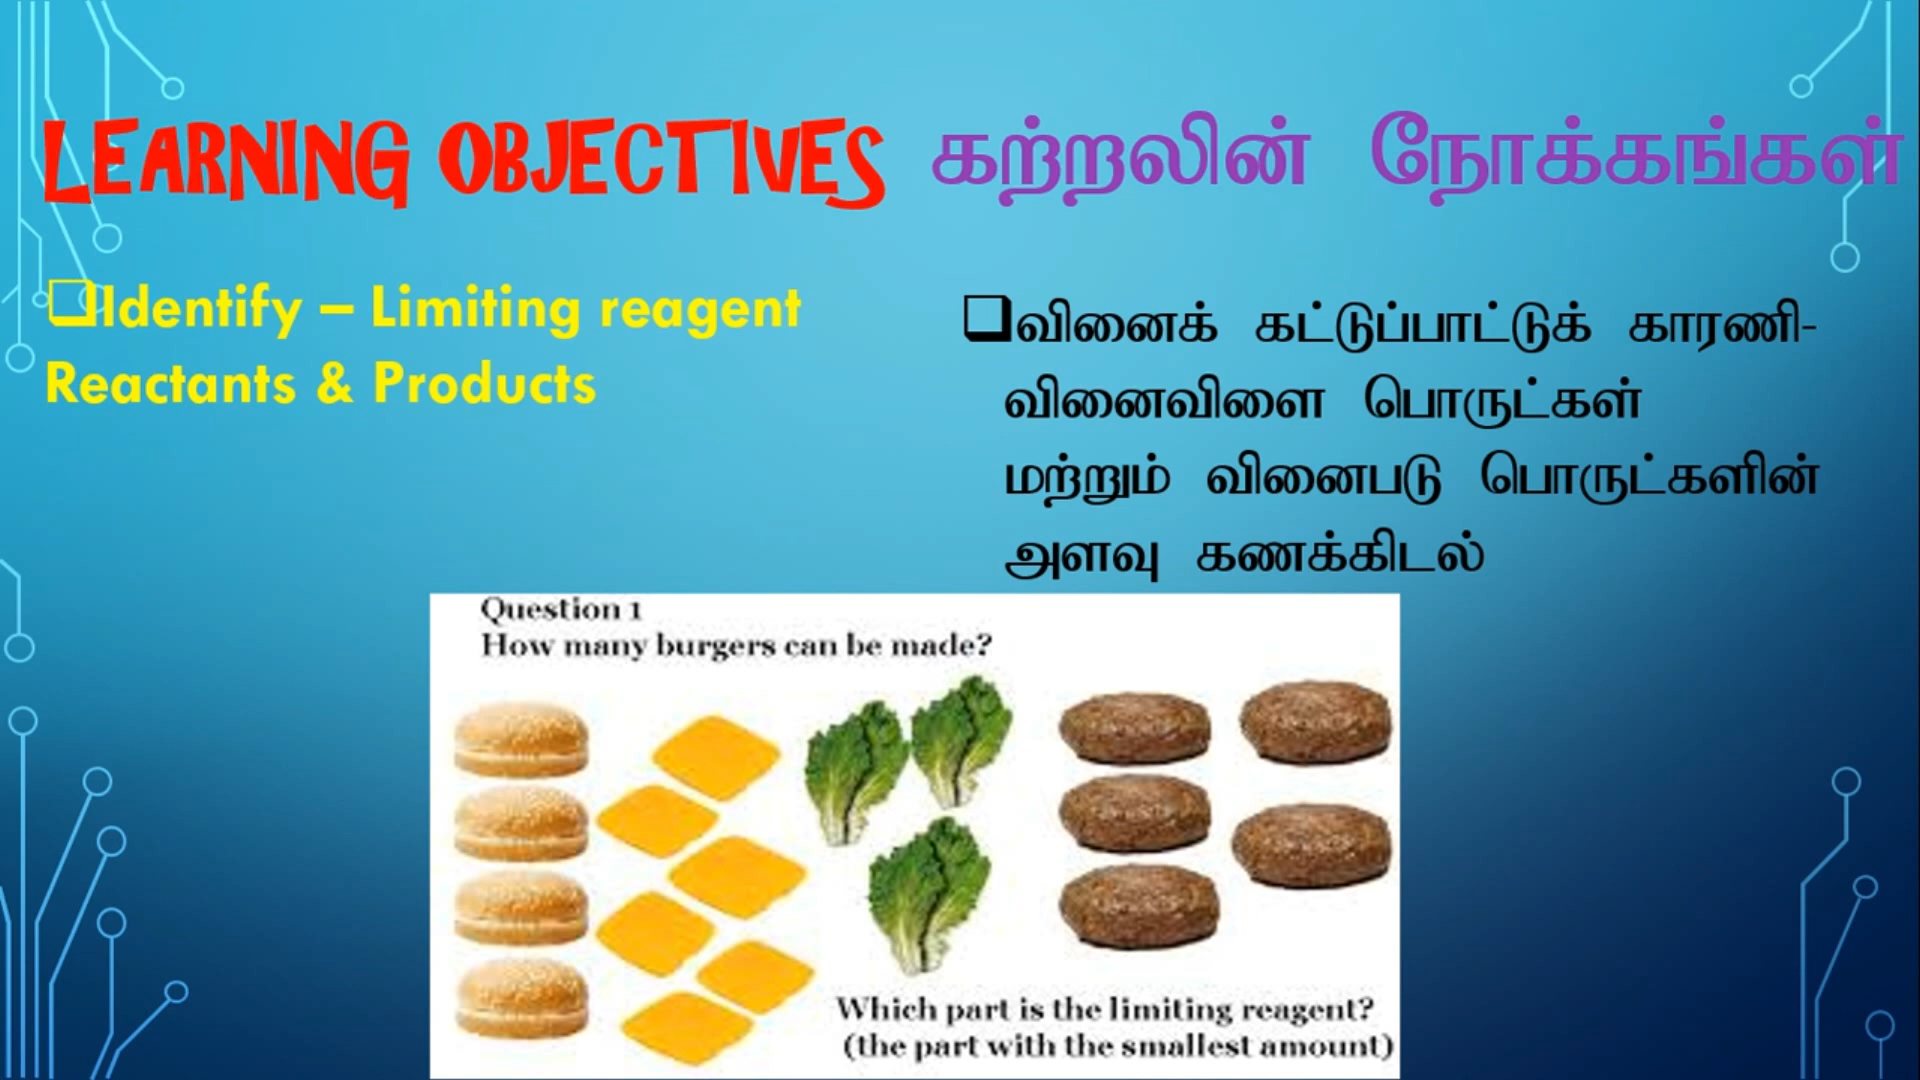 LEARNING OBJECTIVES
கற்றலின் நோக்கங்கள்
❑Identify – Limiting reagent
Reactants & Products
❑வினைக் கட்டுப்பாட்டுக் காரணி-
வினைவிளை பொருட்கள்
மற்றும் வினைபடு பொருட்களின்
அளவு கணக்கிடல்
Question 1
How many burgers can be made?
Which part is the limiting reagent?
(the part with the smallest amount)